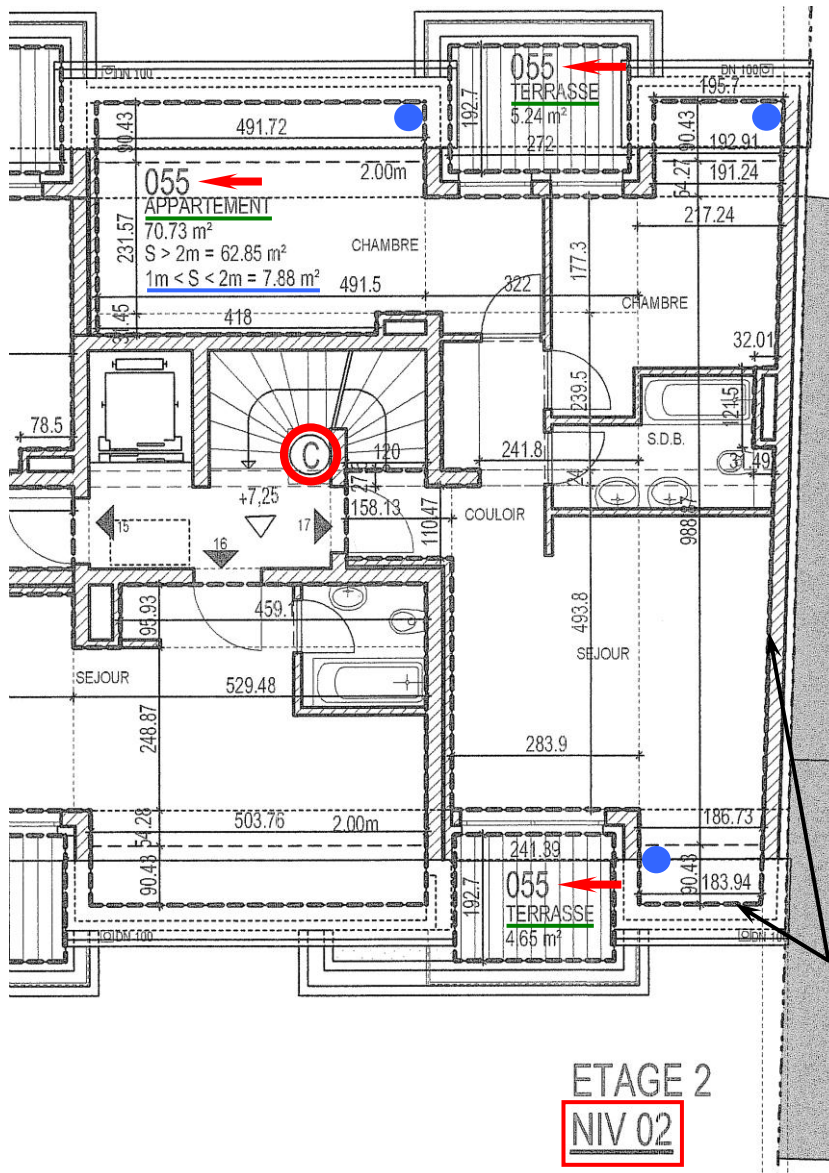 DN 100
055
TERRASSE
5.24 m²
192.7
272
DN 100
195.7
90.43
491.72
90.43
192.91
191.24
54.27
217.24
2.00m
055
APPARTEMENT
70.73 m²
S > 2m = 62.85 m²
1m < S < 2m = 7.88 m²
231.57
CHAMBRE
491.5
322
177.3
CHAMBRE
418
32.01
239.5
121.5
78.5
C
120
241.8
S.D.B.
31.49
24
27
+7,25
158.13
110.47
COULOIR
15
16
17
95.93
459.1
493.8
SEJOUR
SEJOUR
529.48
248.87
283.9
54.28
503.76
2.00m
186.73
241.39
90.43
90.43
183.94
192.7
055
TERRASSE
4.65 m²
DN 100
DN 100
ETAGE 2
NIV 02